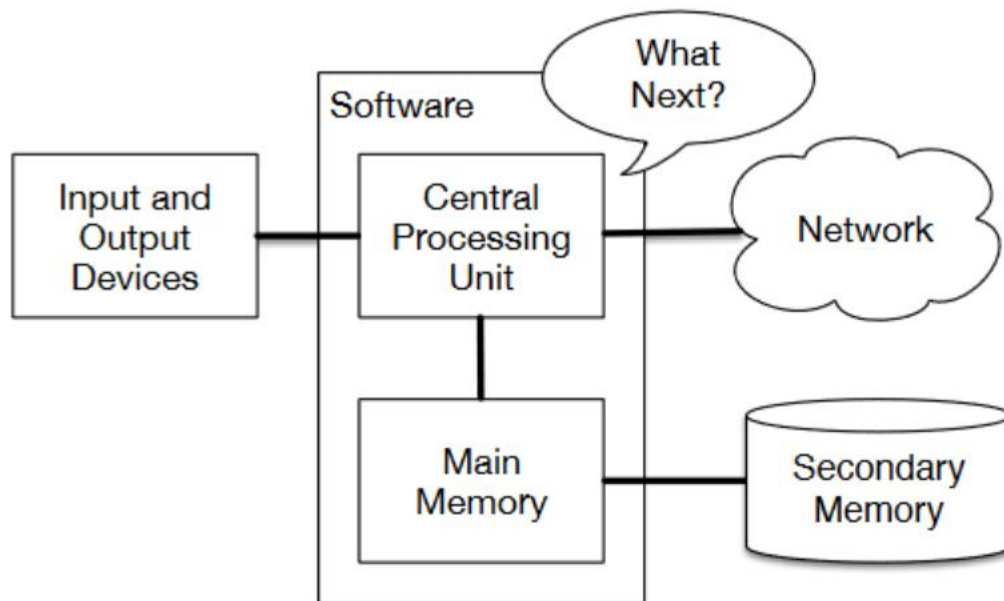 What
Next?
Software
Input and
Output
Devices
Central
Processing
Unit
Network
Main
Memory
Secondary
Memory